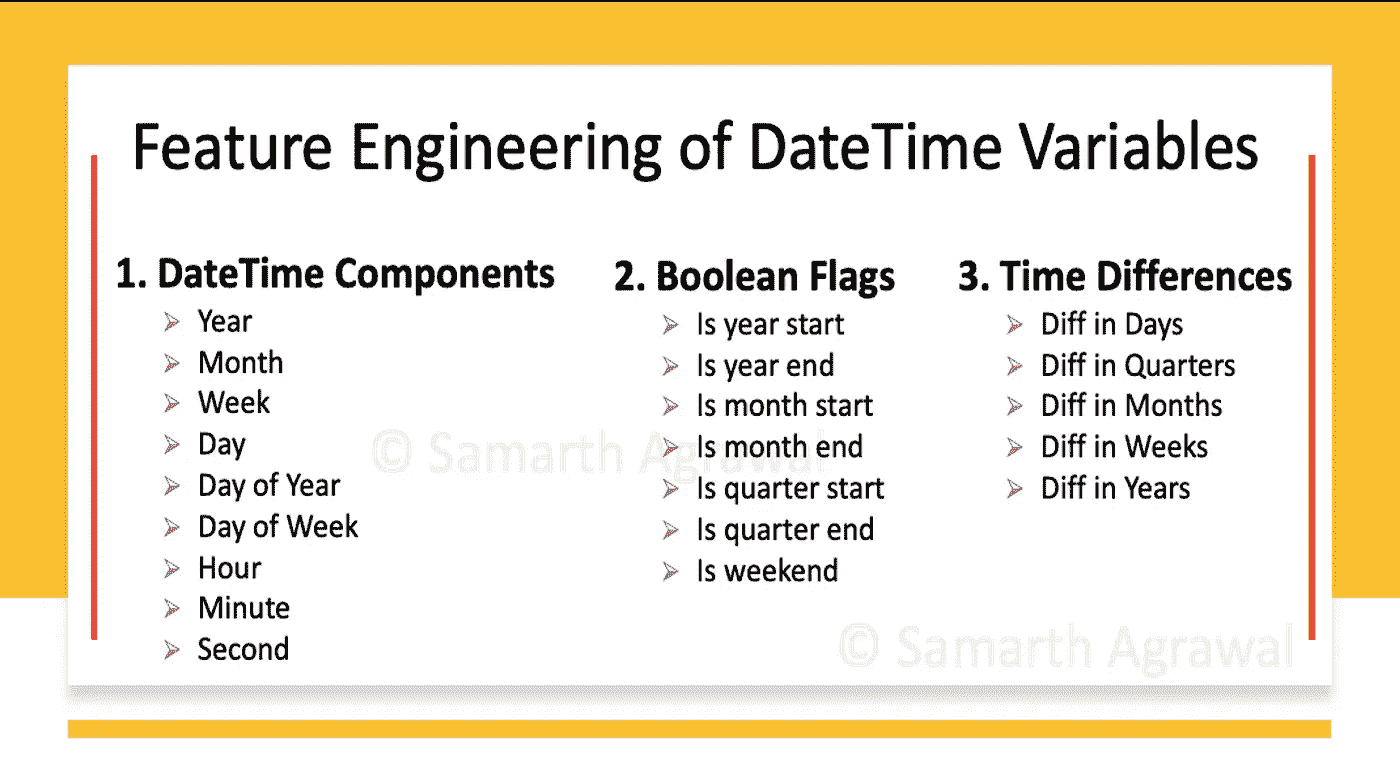 Feature Engineering of DateTime Variables
1. DateTime Components
Year
Month
Week
Day
Day of Year
Day of Week
Hour
Minute
Second
2. Boolean Flags
Is year start
Is year end
Is month start
Is month end
Is quarter start
Is quarter end
Is weekend
3. Time Differences
Diff in Days
Diff in Quarters
Diff in Months
Diff in Weeks
Diff in Years
© Samarth Agrawal
© Samarth Agrawal